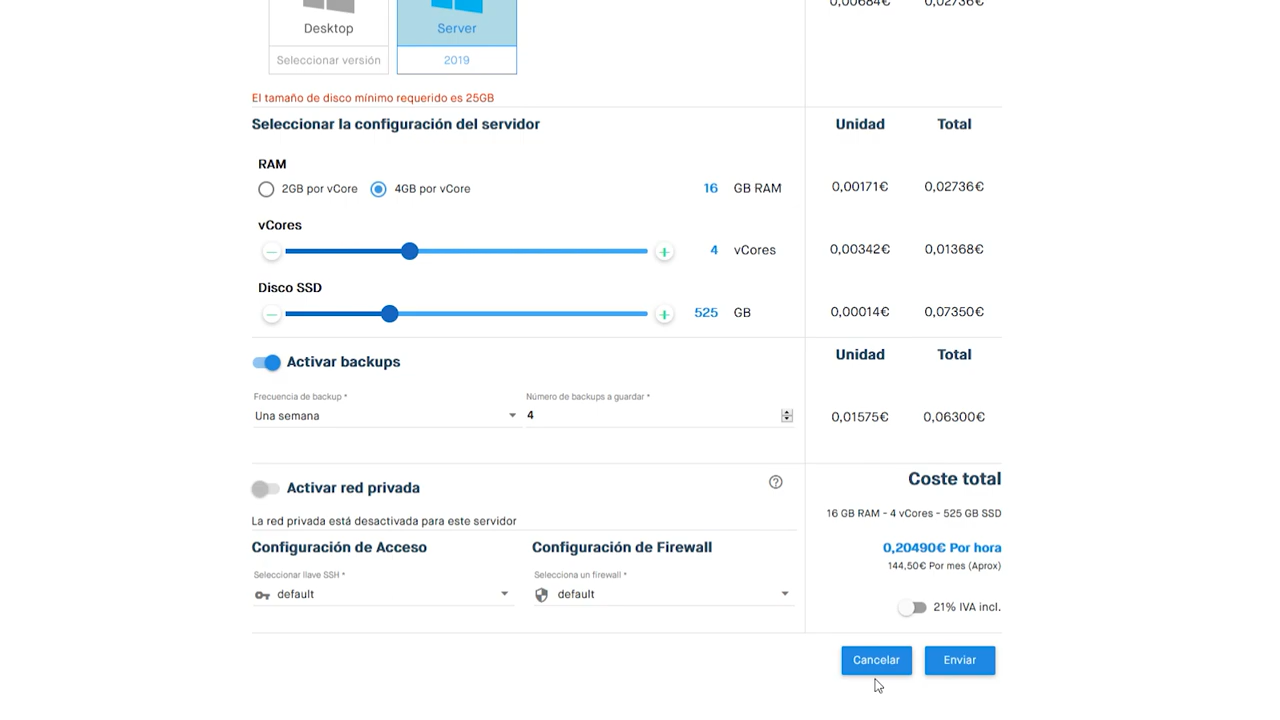 0,00684€ 0,02736€
Desktop Server
Seleccionar versión 2019
El tamaño de disco mínimo requerido es 25GB
Seleccionar la configuración del servidor Unidad Total
RAM
2GB por vCore 4GB por vCore 16 GB RAM 0,00171€ 0,02736€
vCores
4 vCores 0,00342€ 0,01368€
Disco SSD
525 GB 0,00014€ 0,07350€
Activar backups Unidad Total
Frecuencia de backup * Número de backups a guardar *
Una semana 4 0,01575€ 0,06300€
Activar red privada Coste total
La red privada está desactivada para este servidor 16 GB RAM - 4 vCores - 525 GB SSD
Configuración de Acceso Configuración de Firewall 0,20490€ Por hora
144,50€ Por mes (Aprox)
Seleccionar llave SSH * Selecciona un firewall *
default default
21% IVA incl.
Cancelar Enviar